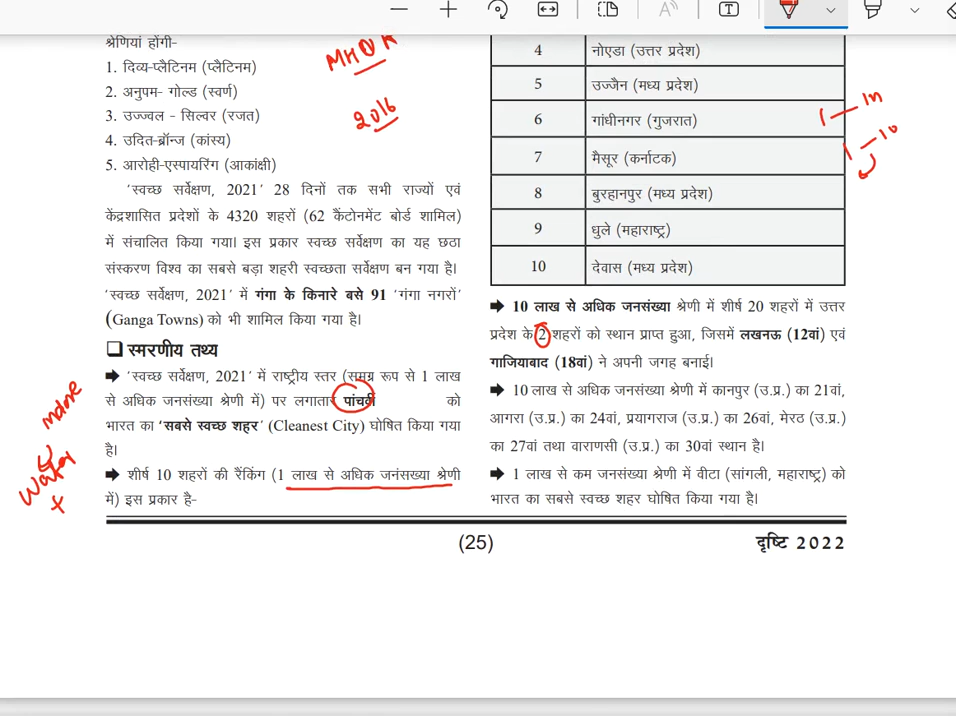 श्रेणियां होंगी-
1. दिव्य-प्लैटिनम (प्लैटिनम)
2. अनुपम- गोल्ड (स्वर्ण)
3. उज्ज्वल - सिल्वर (रजत)
4. उदित-ब्रॉन्ज (कांस्य)
5. आरोही-एस्पायरिंग (आकांक्षी)
'स्वच्छ सर्वेक्षण, 2021' 28 दिनों तक सभी राज्यों एवं
केंद्रशासित प्रदेशों के 4320 शहरों (62 कैंटोनमेंट बोर्ड शामिल)
में संचालित किया गया। इस प्रकार स्वच्छ सर्वेक्षण का यह छठा
संस्करण विश्व का सबसे बड़ा शहरी स्वच्छता सर्वेक्षण बन गया है।
'स्वच्छ सर्वेक्षण, 2021' में गंगा के किनारे बसे 91 'गंगा नगरों'
(Ganga Towns) को भी शामिल किया गया है।
स्मरणीय तथ्य
'स्वच्छ सर्वेक्षण, 2021' में राष्ट्रीय स्तर (समग्र रूप से 1 लाख
से अधिक जनसंख्या श्रेणी में) पर लगातार पांचवीं को
भारत का 'सबसे स्वच्छ शहर' (Cleanest City) घोषित किया गया
है।
शीर्ष 10 शहरों की रैंकिंग (1 लाख से अधिक जनंसख्या श्रेणी
में) इस प्रकार है-
2016
Indore
Water
+
4 नोएडा (उत्तर प्रदेश)
5 उज्जैन (मध्य प्रदेश)
6 गांधीनगर (गुजरात)
7 मैसूर (कर्नाटक)
8 बुरहानपुर (मध्य प्रदेश)
9 धुले (महाराष्ट्र)
10 देवास (मध्य प्रदेश)
1 — 10
10 लाख से अधिक जनसंख्या श्रेणी में शीर्ष 20 शहरों में उत्तर
प्रदेश के 2 शहरों को स्थान प्राप्त हुआ, जिसमें लखनऊ (12वां) एवं
गाजियाबाद (18वां) ने अपनी जगह बनाई।
10 लाख से अधिक जनसंख्या श्रेणी में कानपुर (उ.प्र.) का 21वां,
आगरा (उ.प्र.) का 24वां, प्रयागराज (उ.प्र.) का 26वां, मेरठ (उ.प्र.)
का 27वां तथा वाराणसी (उ.प्र.) का 30वां स्थान है।
1 लाख से कम जनसंख्या श्रेणी में वीटा (सांगली, महाराष्ट्र) को
भारत का सबसे स्वच्छ शहर घोषित किया गया है।
(25)
दृष्टि 2022